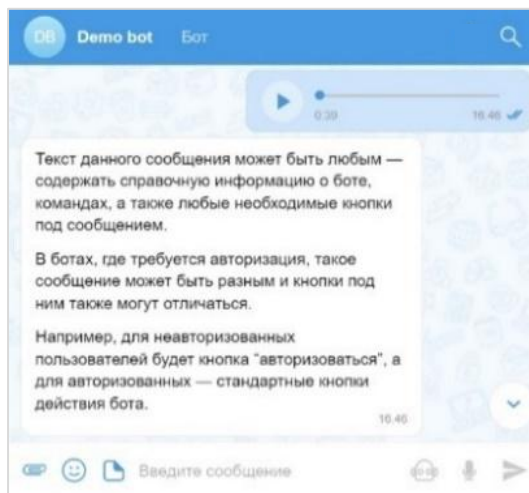 DB Demo bot Бот
0:39 16:46
Текст данного сообщения может быть любым —
содержать справочную информацию о боте,
командах, а также любые необходимые кнопки
под сообщением.
В ботах, где требуется авторизация, такое
сообщение может быть разным и кнопки под
ним также могут отличаться.
Например, для неавторизованных
пользователей будет кнопка "авторизоваться", а
для авторизованных — стандартные кнопки
действия бота.
16:46
Введите сообщение